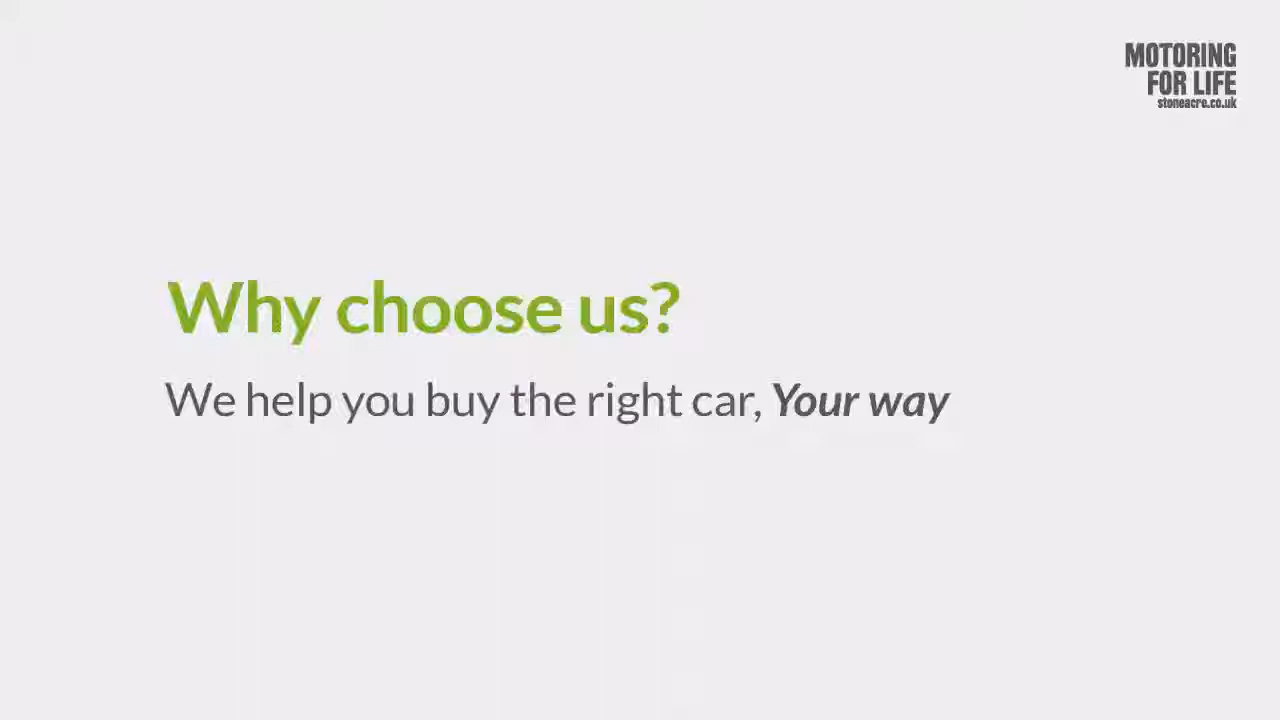 MOTORING
FOR LIFE
stoneacre.co.uk
Why choose us?
We help you buy the right car, Your way